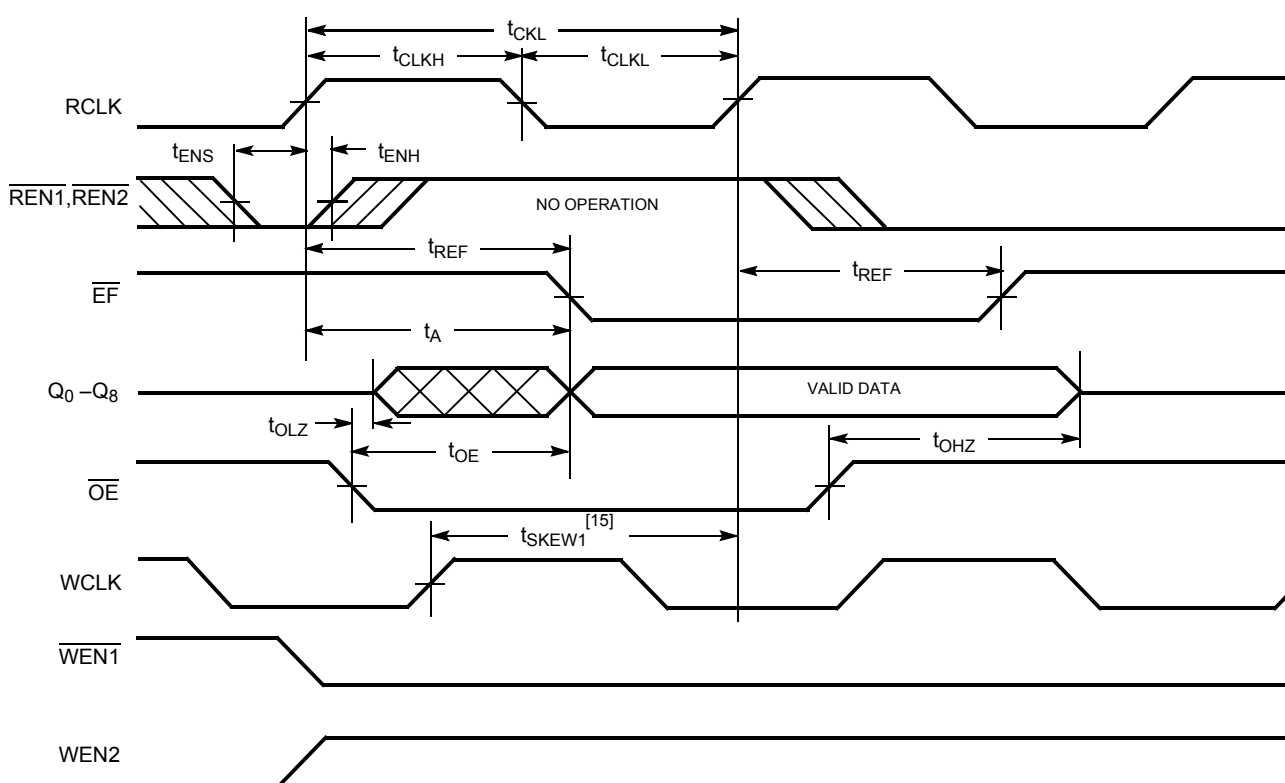 tCKL
tCLKH tCLKL
RCLK
tENS tENH
REN1,REN2
NO OPERATION
tREF
tREF
EF
tA
Q0 –Q8
VALID DATA
tOLZ
tOE
tOHZ
OE
tSKEW1[15]
WCLK
WEN1
WEN2